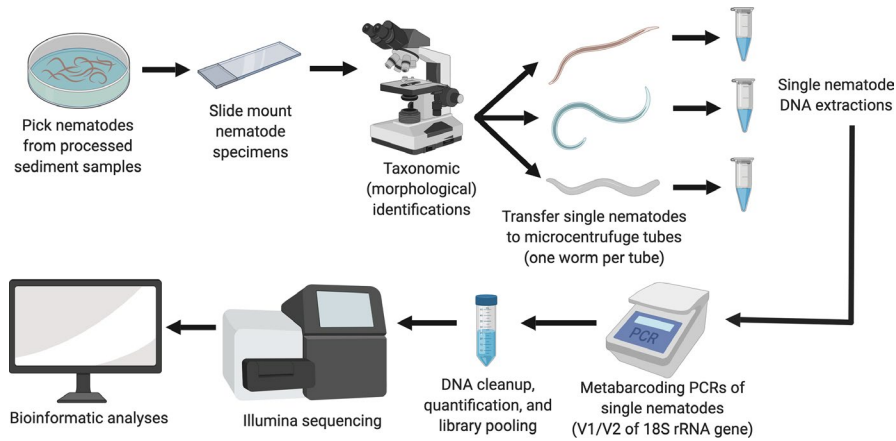 Pick nematodes
from processed
sediment samples
Slide mount
nematode
specimens
Taxonomic
(morphological)
identifications
Transfer single nematodes
to microcentrufuge tubes
(one worm per tube)
Single nematode
DNA extractions
PCR
Metabarcoding PCRs of
single nematodes
(V1/V2 of 18S rRNA gene)
DNA cleanup,
quantification, and
library pooling
Illumina sequencing
Bioinformatic analyses